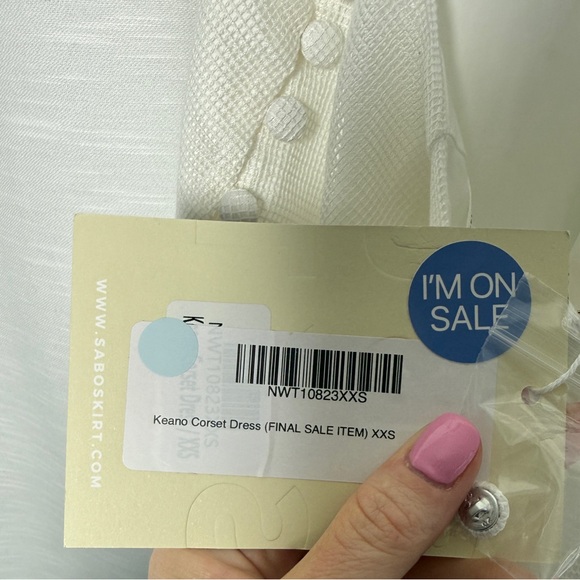 WWW.SABOSKIRT.COM
I'M ON
SALE
NWT10823XXS
Keano Corset Dress (FINAL SALE ITEM) XXS